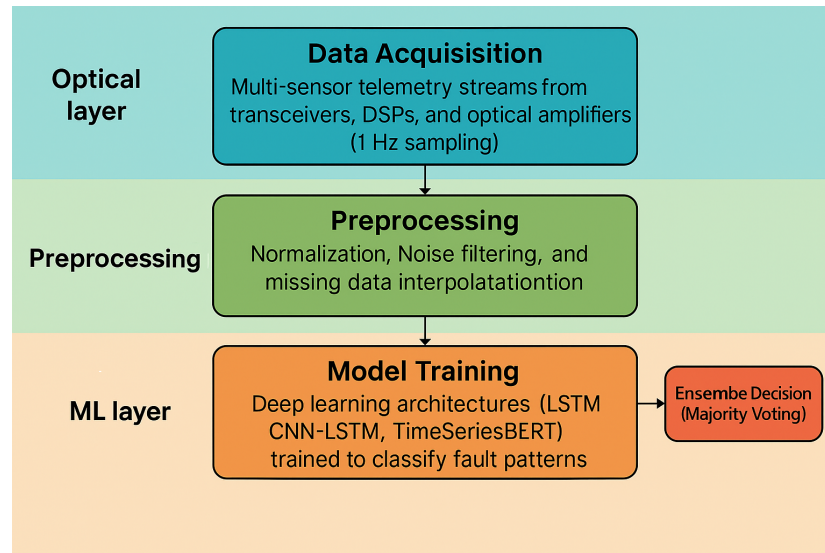 Optical
layer
Data Acquisisition
Multi-sensor telemetry streams from
transceivers, DSPs, and optical amplifiers
(1 Hz sampling)
Preprocessing
Preprocessing
Normalization, Noise filtering, and
missing data interpolatationtion
ML layer
Model Training
Deep learning architectures (LSTM
CNN-LSTM, TimeSeriesBERT)
trained to classify fault patterns
Ensembe Decision
(Majority Voting)